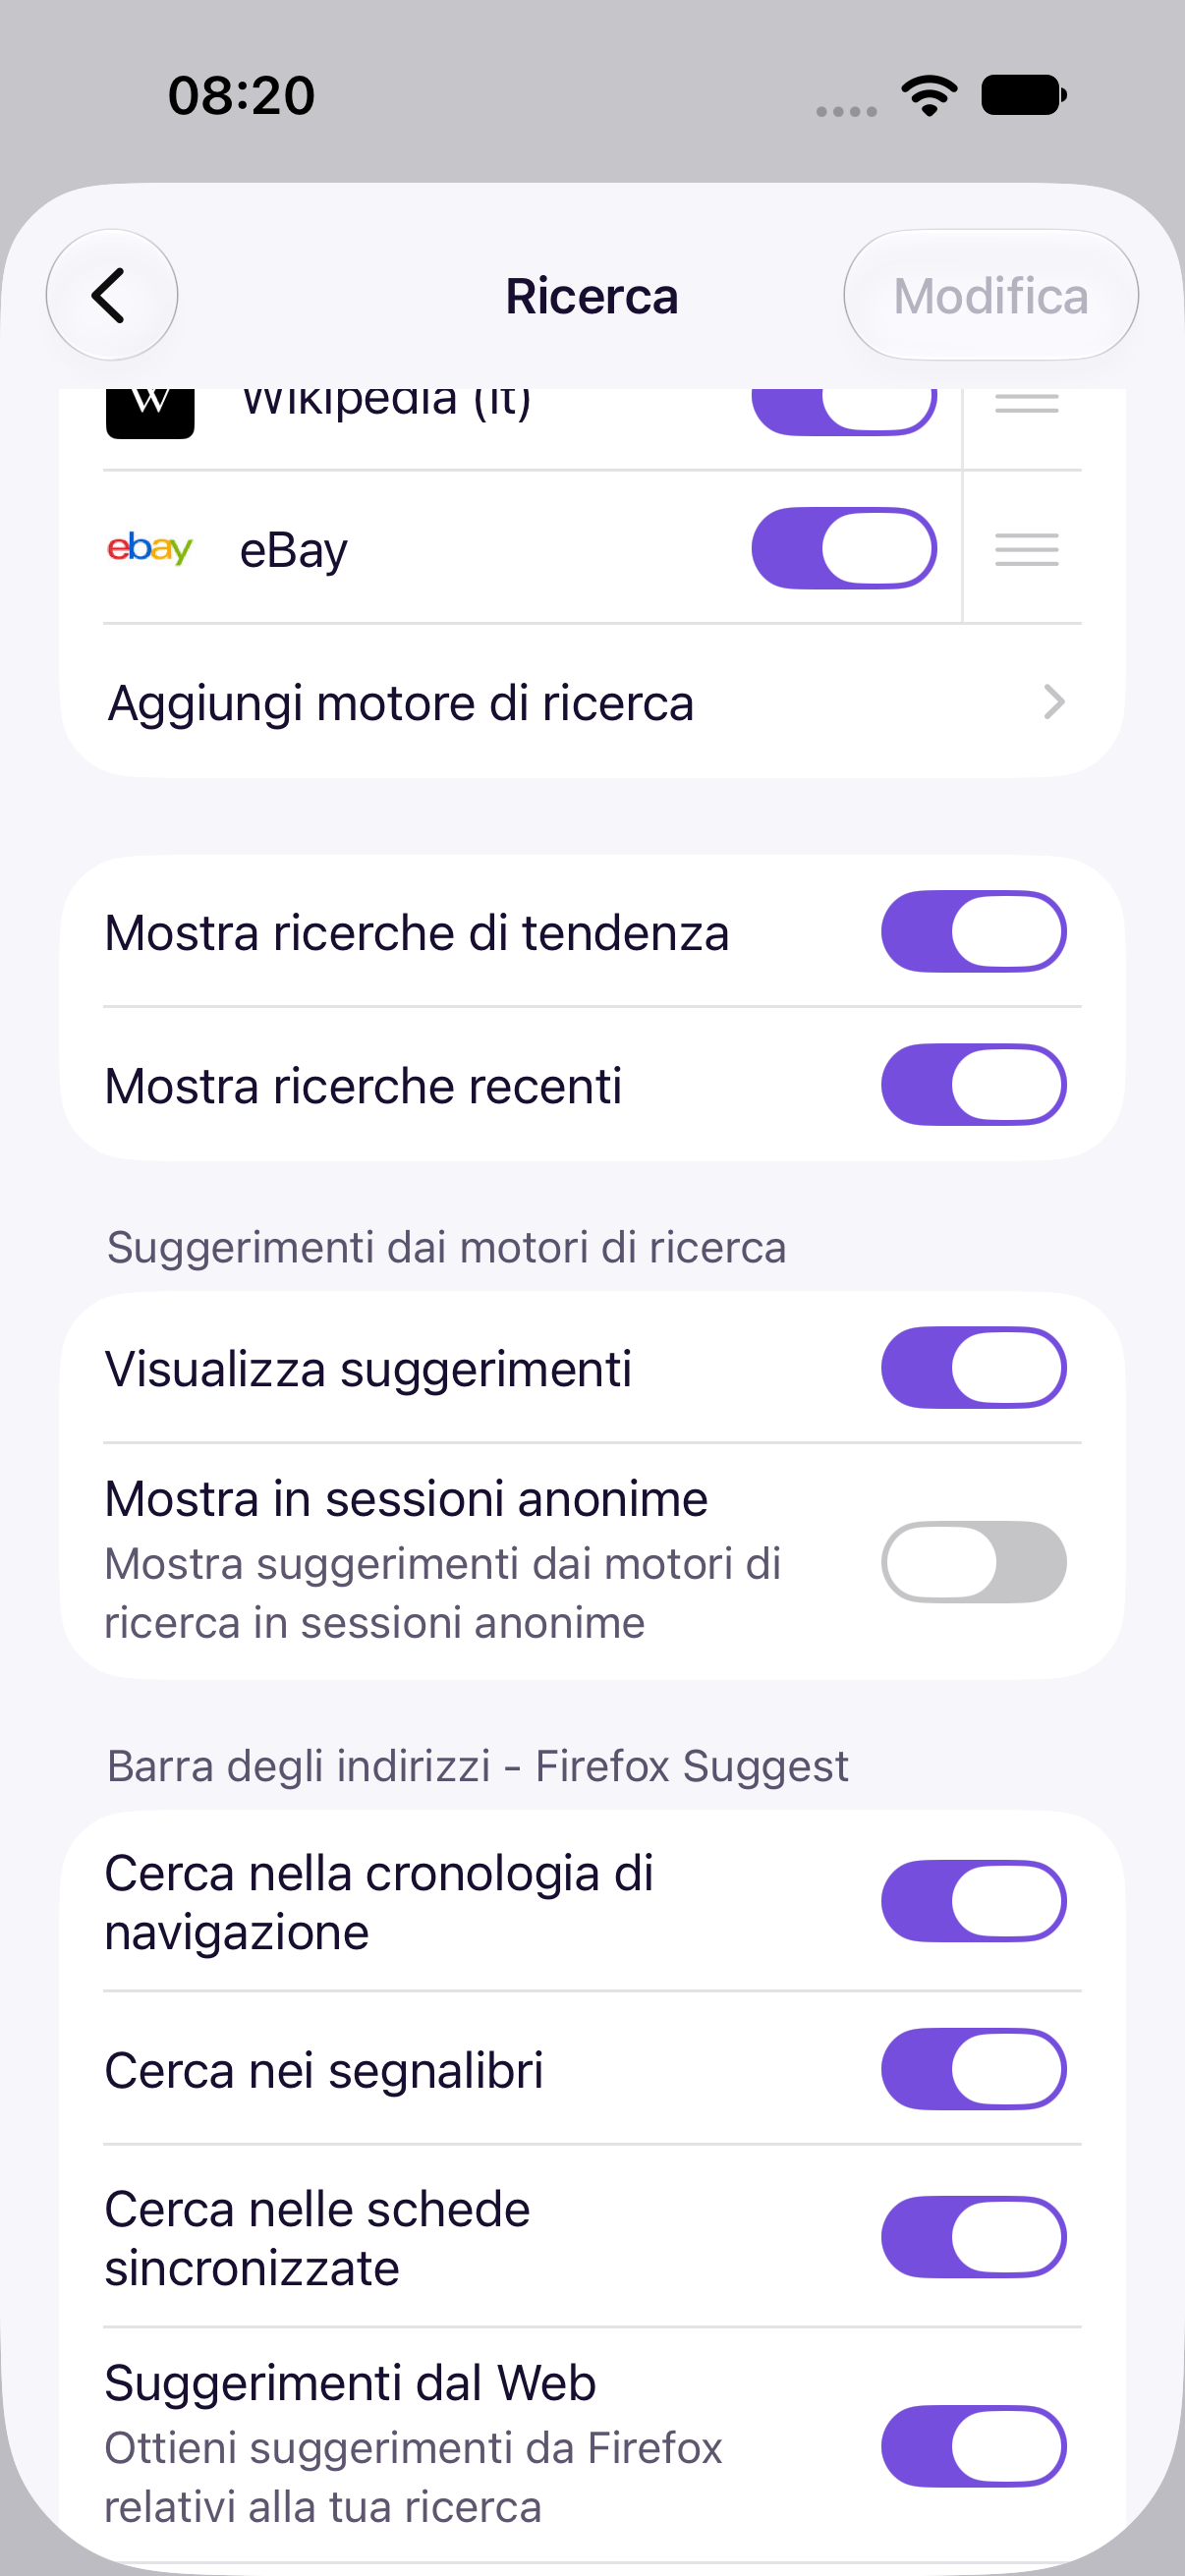 08:20
Ricerca
Modifica
W
Wikipedia (it)
ebay
eBay
Aggiungi motore di ricerca
Mostra ricerche di tendenza
Mostra ricerche recenti
Suggerimenti dai motori di ricerca
Visualizza suggerimenti
Mostra in sessioni anonime
Mostra suggerimenti dai motori di
ricerca in sessioni anonime
Barra degli indirizzi - Firefox Suggest
Cerca nella cronologia di
navigazione
Cerca nei segnalibri
Cerca nelle schede
sincronizzate
Suggerimenti dal Web
Ottieni suggerimenti da Firefox
relativi alla tua ricerca